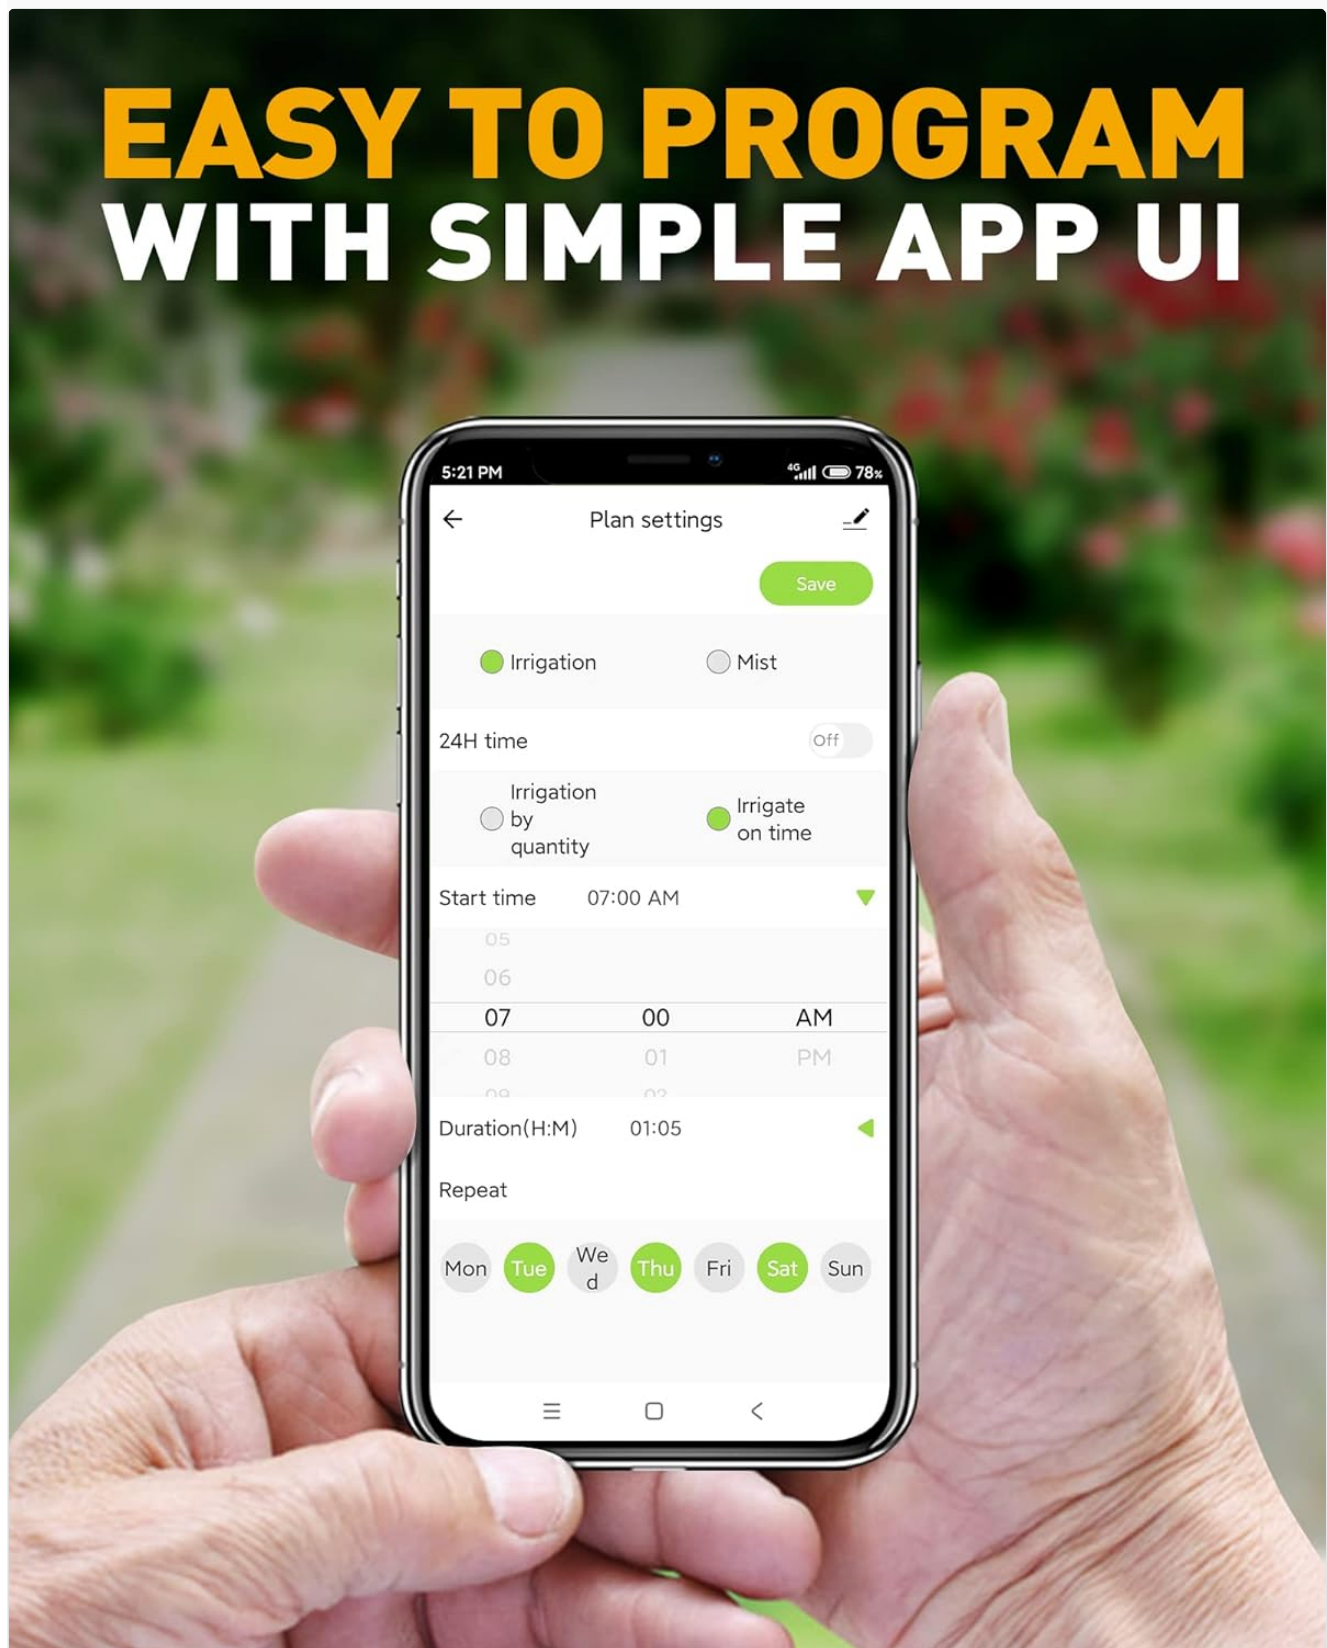 EASY TO PROGRAM
WITH SIMPLE APP UI
5:21 PM
4G
78%
Plan settings
Save
Irrigation
Mist
24H time
Off
Irrigation
by
quantity
Irrigate
on time
Start time 07:00 AM
05
06
07 00 AM
08 01 PM
09 02
Duration(H:M) 01:05
Repeat
Mon Tue We
d Thu Fri Sat Sun